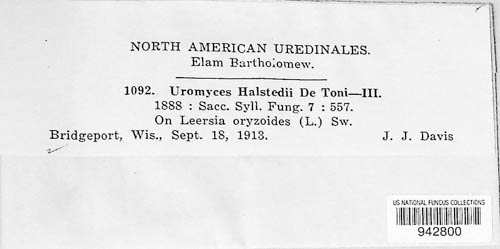 NORTH AMERICAN UREDINALES.
Elam Bartholomew.
1092. Uromyces Halstedii De Toni—III.
1888 : Sacc. Syll. Fung. 7 : 557.
On Leersia oryzoides (L.) Sw.
Bridgeport, Wis., Sept. 18, 1913. J. J. Davis
US NATIONAL FUNGUS COLLECTIONS
942800